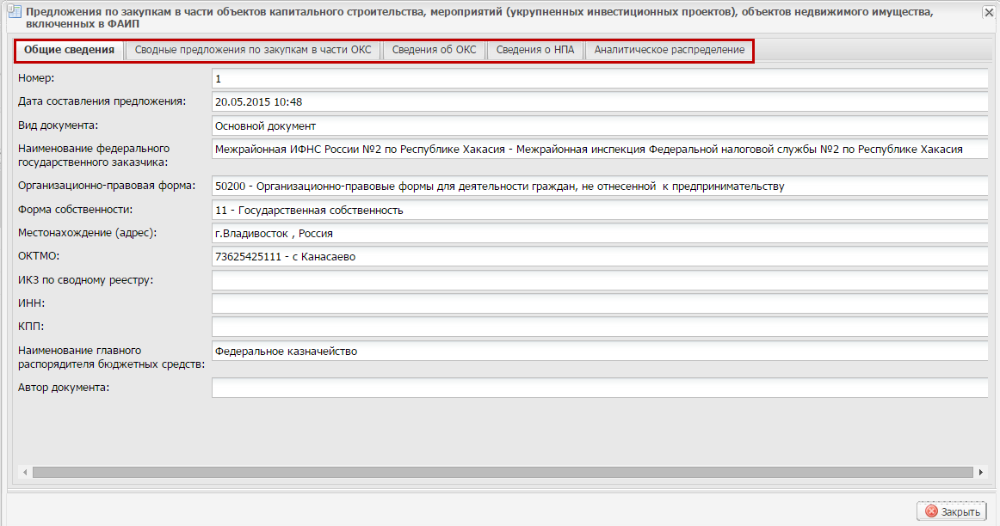 Предложения по закупкам в части объектов капитального строительства, мероприятий (укрупненных инвестиционных проектов), объектов недвижимого имущества,
включенных в ФАИП
Общие сведения Сводные предложения по закупкам в части ОКС Сведения об ОКС Сведения о НПА Аналитическое распределение
Номер: 1
Дата составления предложения: 20.05.2015 10:48
Вид документа: Основной документ
Наименование федерального
государственного заказчика: Межрайонная ИФНС России №2 по Республике Хакасия - Межрайонная инспекция Федеральной налоговой службы №2 по Республике Хакасия
Организационно-правовая форма: 50200 - Организационно-правовые формы для деятельности граждан, не отнесенной  к предпринимательству
Форма собственности: 11 - Государственная собственность
Местонахождение (адрес): г.Владивосток , Россия
ОКТМО: 73625425111 - с Канасаево
ИКЗ по сводному реестру:
ИНН:
КПП:
Наименование главного
распорядителя бюджетных средств: Федеральное казначейство
Автор документа:
Закрыть